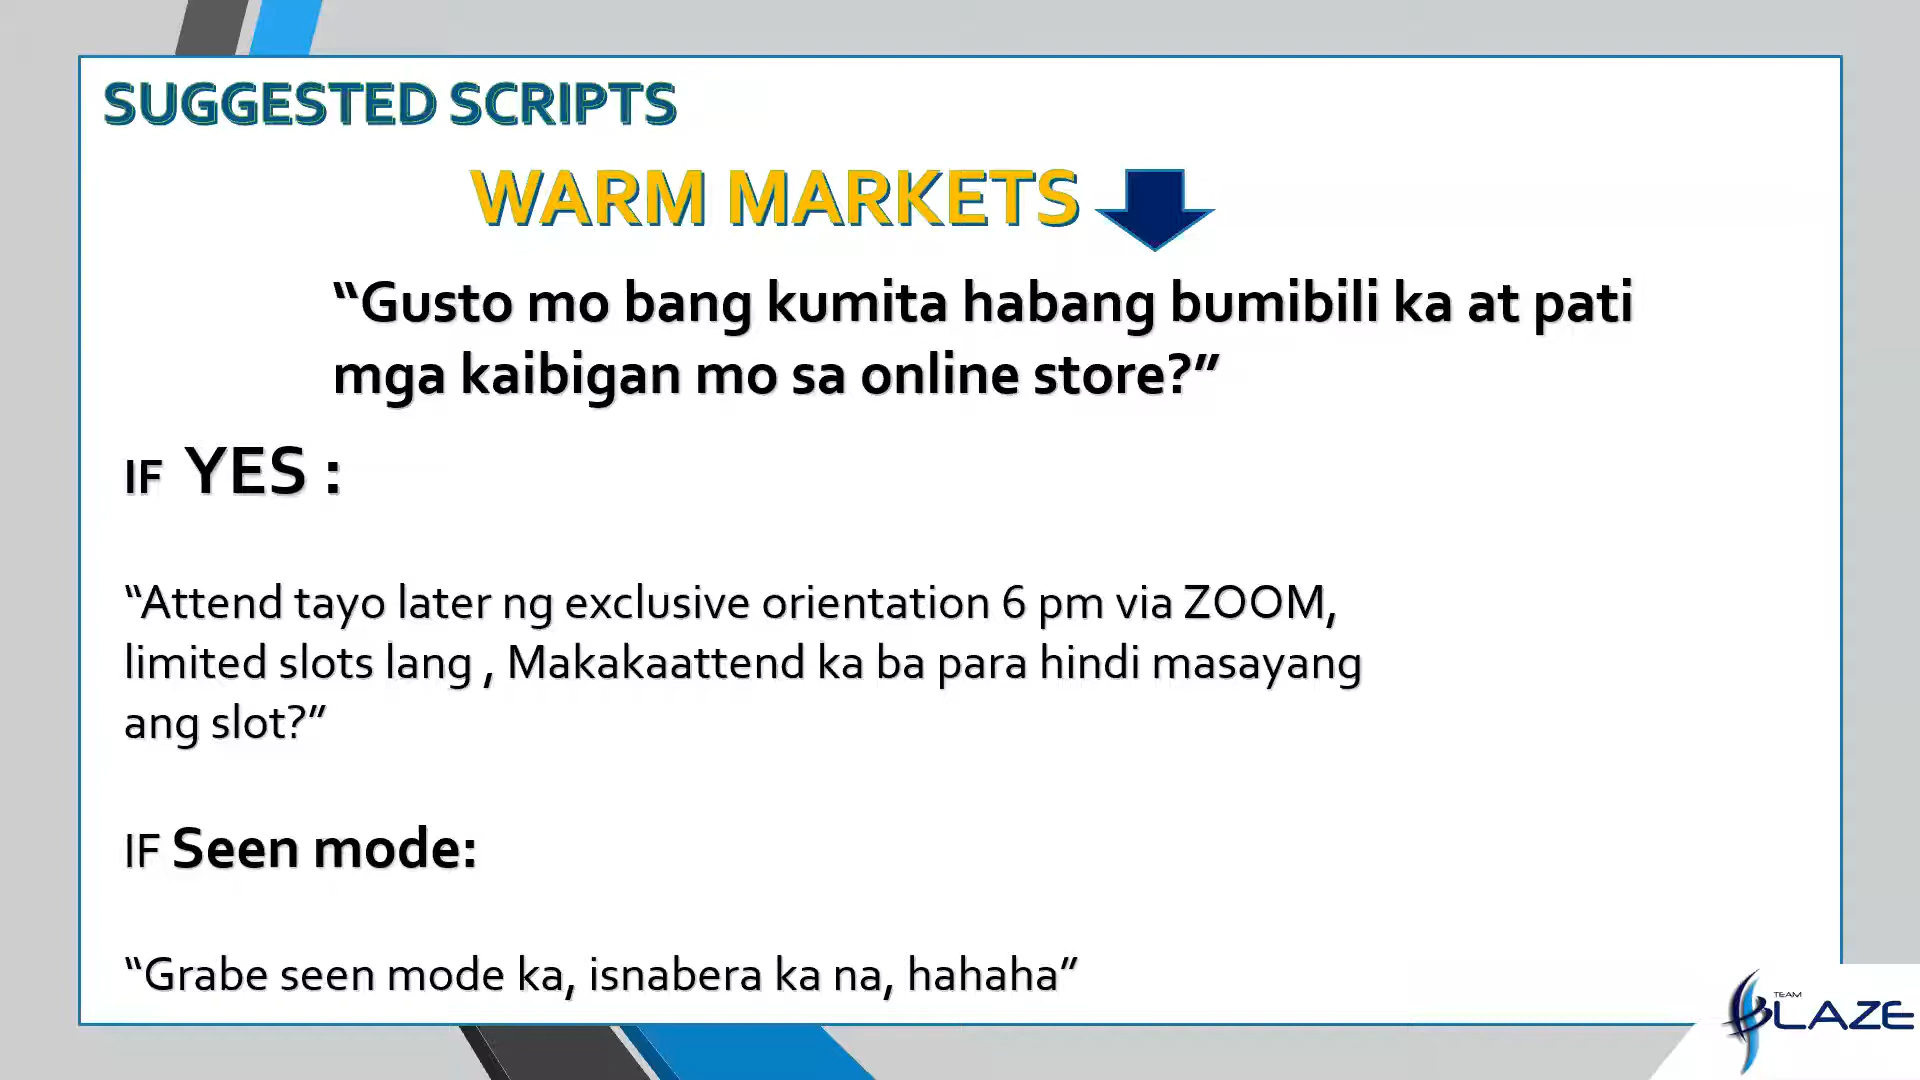 SUGGESTED SCRIPTS
WARM MARKETS
“Gusto mo bang kumita habang bumibili ka at pati
mga kaibigan mo sa online store?”
IF YES :
“Attend tayo later ng exclusive orientation 6 pm via ZOOM,
limited slots lang , Makakaattend ka ba para hindi masayang
ang slot?”
IF Seen mode:
“Grabe seen mode ka, isnabera ka na, hahaha”
TEAM
BLAZE